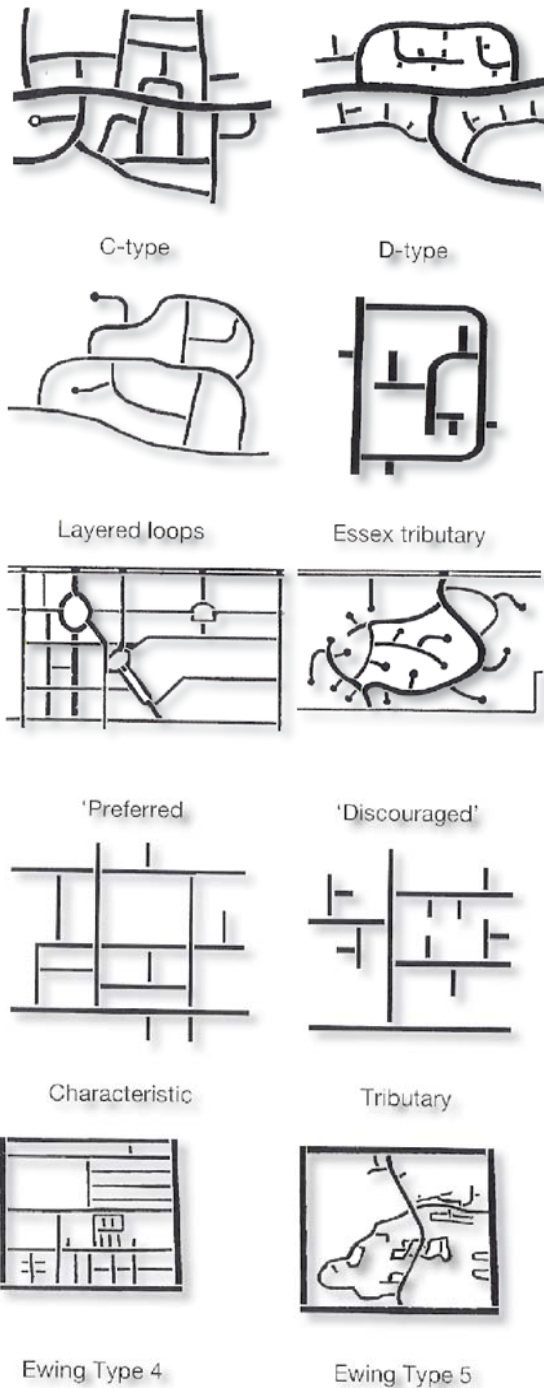 C-type
D-type
Layered loops
Essex tributary
'Preferred
'Discouraged'
Characteristic
Tributary
Ewing Type 4
Ewing Type 5